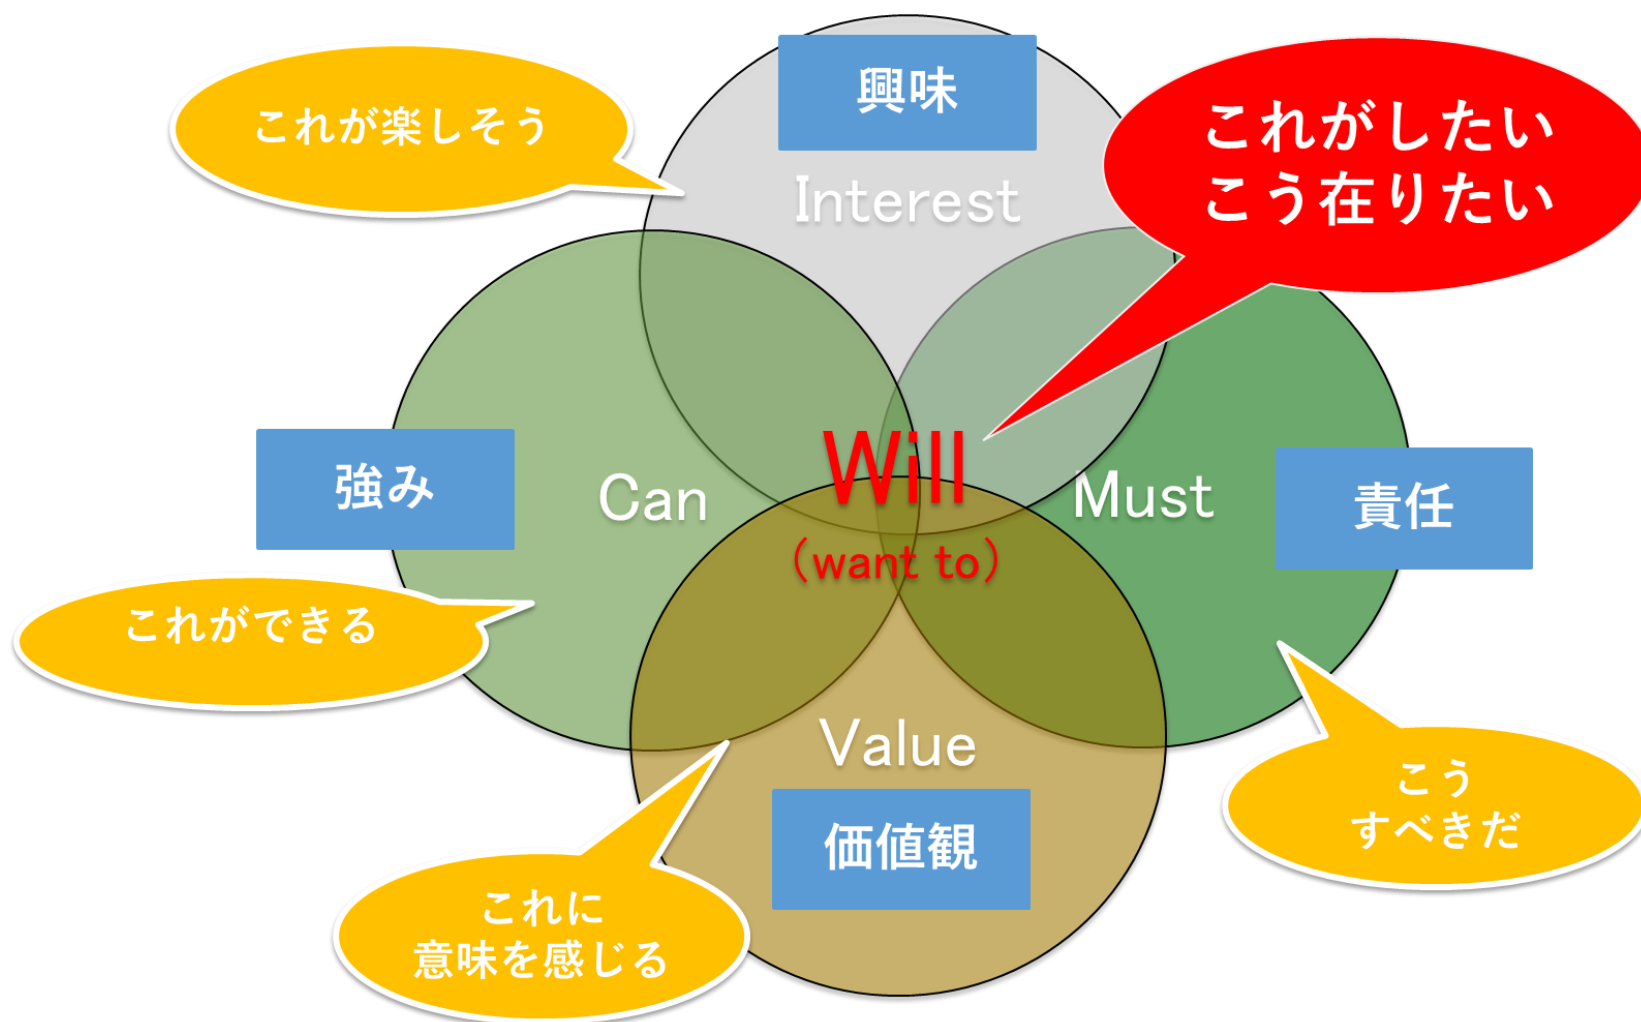 興味
これがしたい
こう在りたい
これが楽しそう
Interest
Will
(want to)
強み
Can
Must
責任
これができる
Value
価値観
こう
すべきだ
これに
意味を感じる